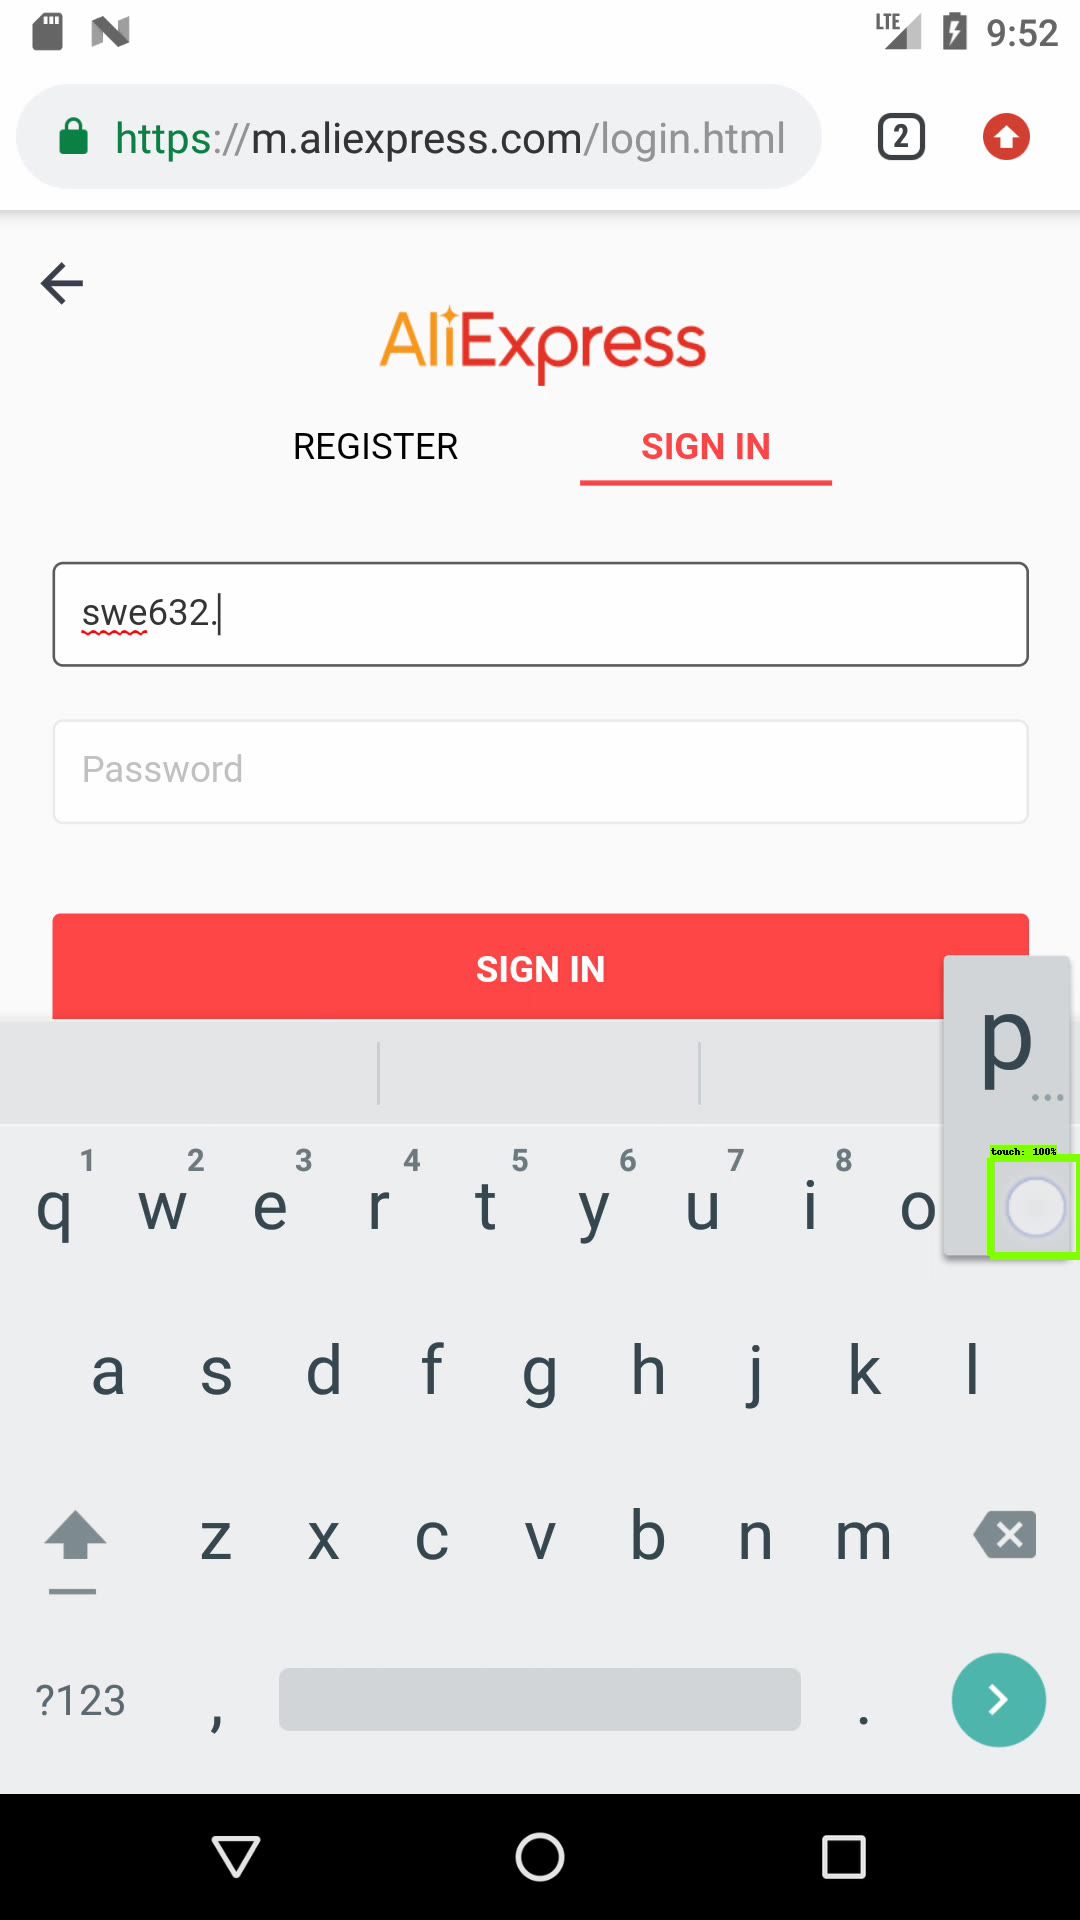 LTE 9:52
https://m.aliexpress.com/login.html 2
AliExpress
REGISTER SIGN IN
swe632.
Password
SIGN IN
p
...
touch: 100%
1 2 3 4 5 6 7 8
q w e r t y u i o
a s d f g h j k l
z x c v b n m
?123 , .